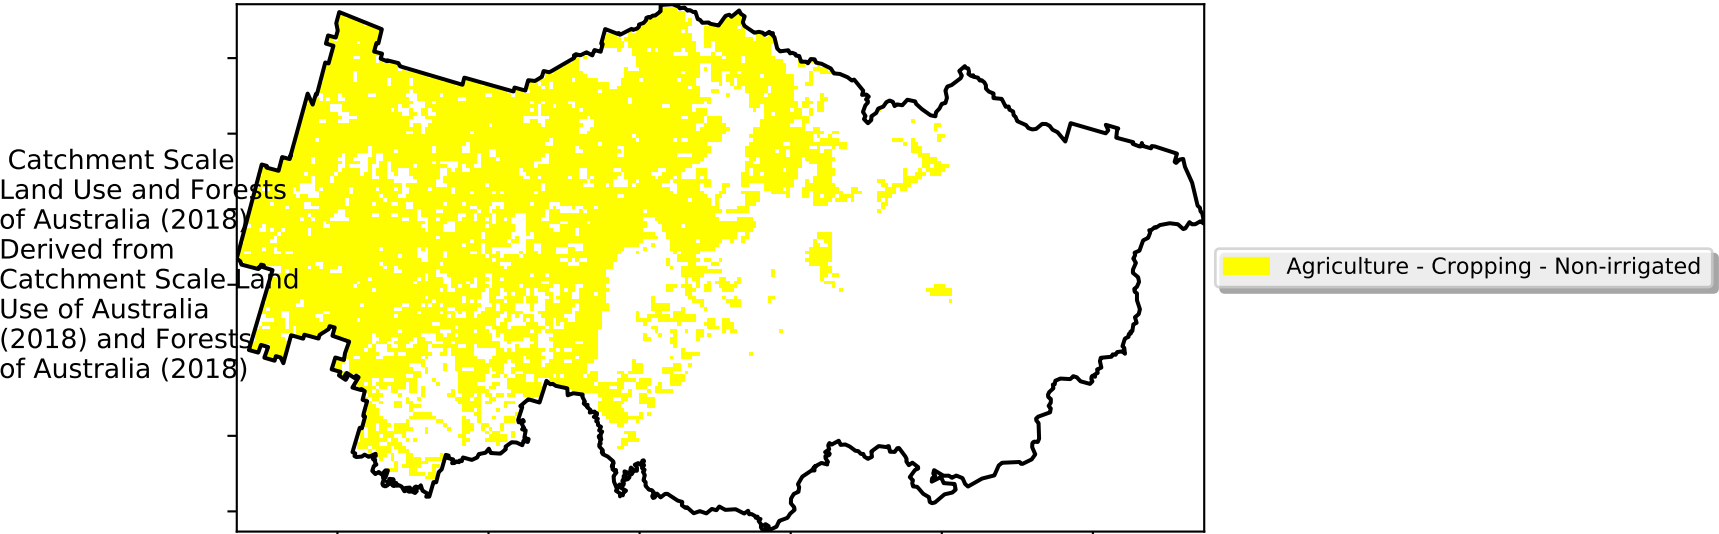 Catchment Scale
Land Use and Forests
of Australia (2018)
Derived from
Catchment Scale Land
Use of Australia
(2018) and Forests
of Australia (2018)
Agriculture - Cropping - Non-irrigated